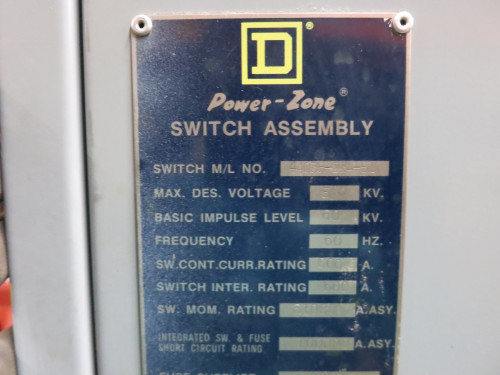 D®
Power-Zone®
SWITCH ASSEMBLY
SWITCH M/L NO.
MAX. DES. VOLTAGE KV.
BASIC IMPULSE LEVEL KV.
FREQUENCY 60 HZ.
SW.CONT.CURR.RATING A.
SWITCH INTER. RATING A.
SW. MOM. RATING A.ASY.
INTEGRATED SW. & FUSE
SHORT CIRCUIT RATING A.ASY.